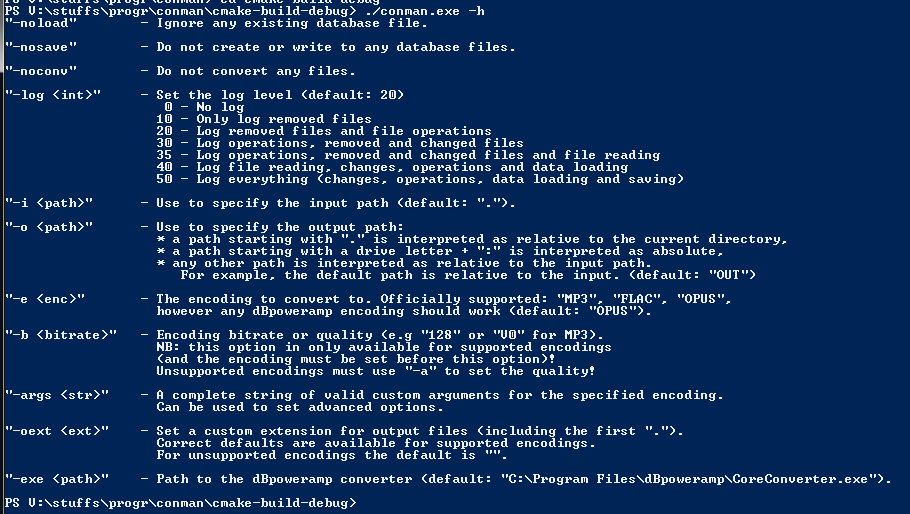 PS V:\stuffs\progr\conman\cmake-build-debug> ./conman.exe -h
"-noload"      - Ignore any existing database file.
"-nosave"      - Do not create or write to any database files.
"-noconv"      - Do not convert any files.
"-log <int>"   - Set the log level (default: 20)
0 - No log
10 - Only log removed files
20 - Log removed files and file operations
30 - Log operations, removed and changed files
35 - Log operations, removed and changed files and file reading
40 - Log file reading, changes, operations and data loading
50 - Log everything (changes, operations, data loading and saving)
"-i <path>"    - Use to specify the input path (default: ".").
"-o <path>"    - Use to specify the output path:
* a path starting with "." is interpreted as relative to the current directory,
* a path starting with a drive letter + ":" is interpreted as absolute,
* any other path is interpreted as relative to the input path.
For example, the default path is relative to the input. (default: "OUT")
"-e <enc>"     - The encoding to convert to. Officially supported: "MP3", "FLAC", "OPUS",
however any dBpoweramp encoding should work (default: "OPUS").
"-b <bitrate>" - Encoding bitrate or quality (e.g "128" or "V0" for MP3).
NB: this option in only available for supported encodings
(and the encoding must be set before this option)!
Unsupported encodings must use "-a" to set the quality!
"-args <str>"  - A complete string of valid custom arguments for the specified encoding.
Can be used to set advanced options.
"-oext <ext>"  - Set a custom extension for output files (including the first ".").
Correct defaults are available for supported encodings.
For unsupported encodings the default is "".
"-exe <path>"  - Path to the dBpoweramp converter (default: "C:\Program Files\dBpoweramp\CoreConverter.exe").
PS V:\stuffs\progr\conman\cmake-build-debug>